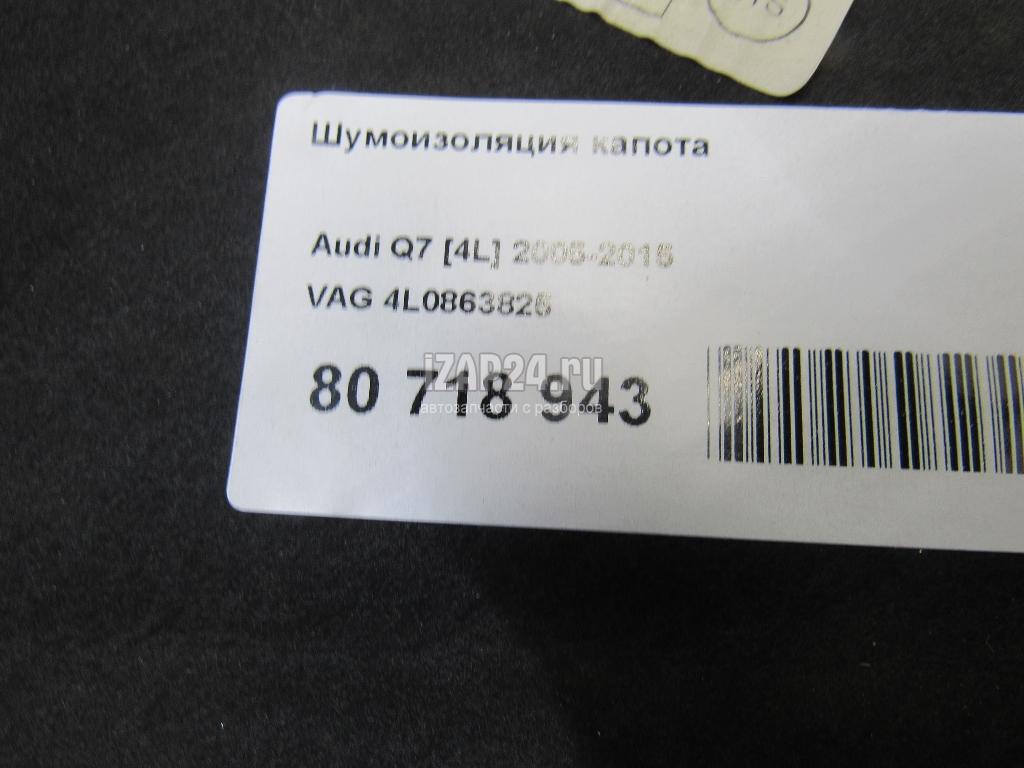 Шумоизоляция капота
Audi Q7 [4L] 2005-2015
VAG 4L0863825
80 718 943
iZAP24.ru
автозапчасти с разборов